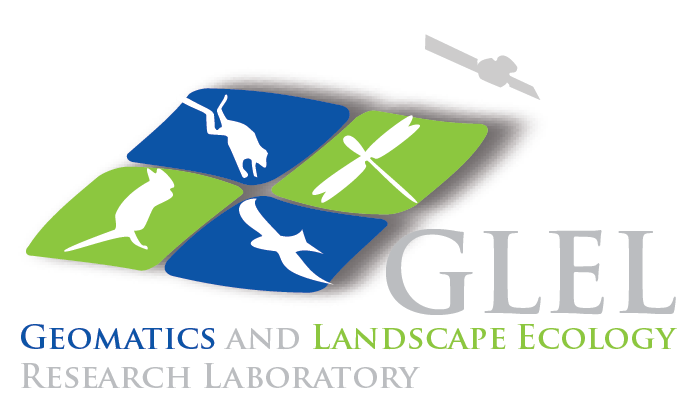 GLEL
Geomatics and Landscape Ecology
Research Laboratory